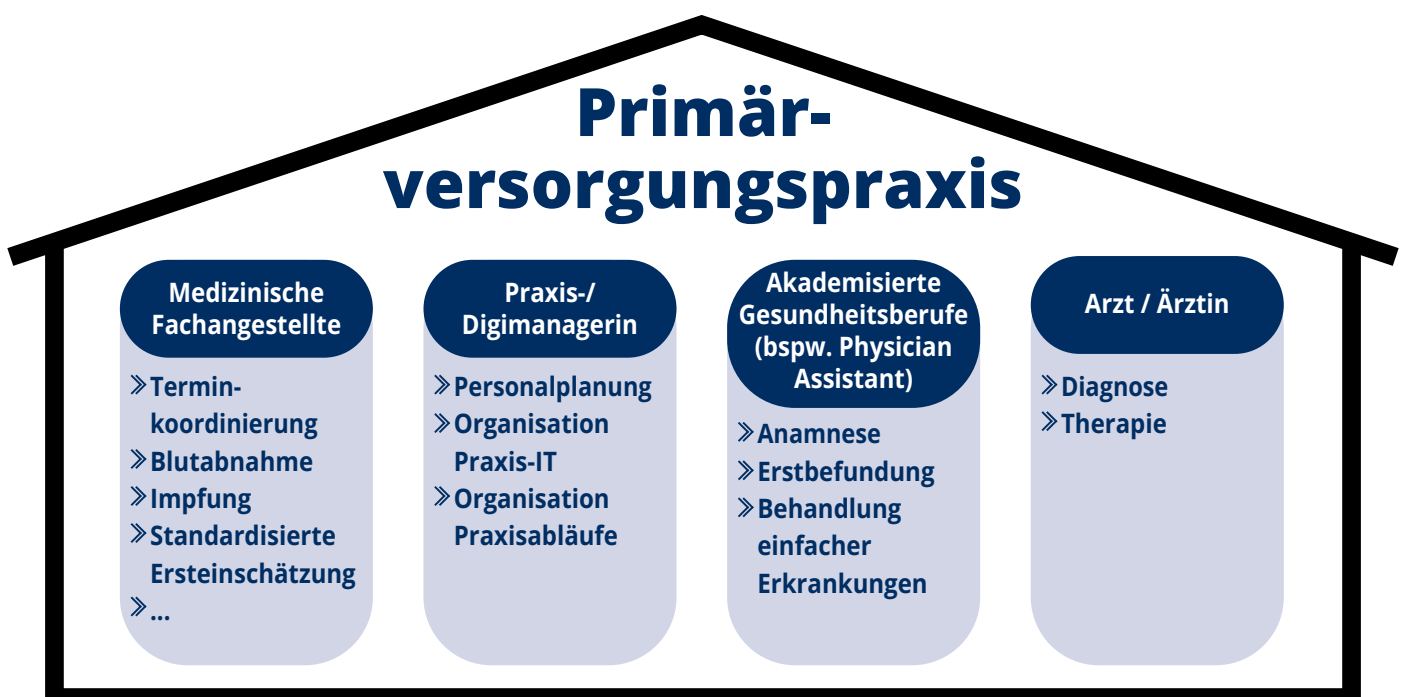 Primär-
versorgungspraxis
Medizinische
Fachangestellte
» Termin-
koordinierung
» Blutabnahme
» Impfung
» Standardisierte
Ersteinschätzung
» ...
Praxis-/
Digimanagerin
» Personalplanung
» Organisation
Praxis-IT
» Organisation
Praxisabläufe
Akademisierte
Gesundheitsberufe
(bspw. Physician
Assistant)
» Anamnese
» Erstbefundung
» Behandlung
einfacher
Erkrankungen
Arzt / Ärztin
» Diagnose
» Therapie